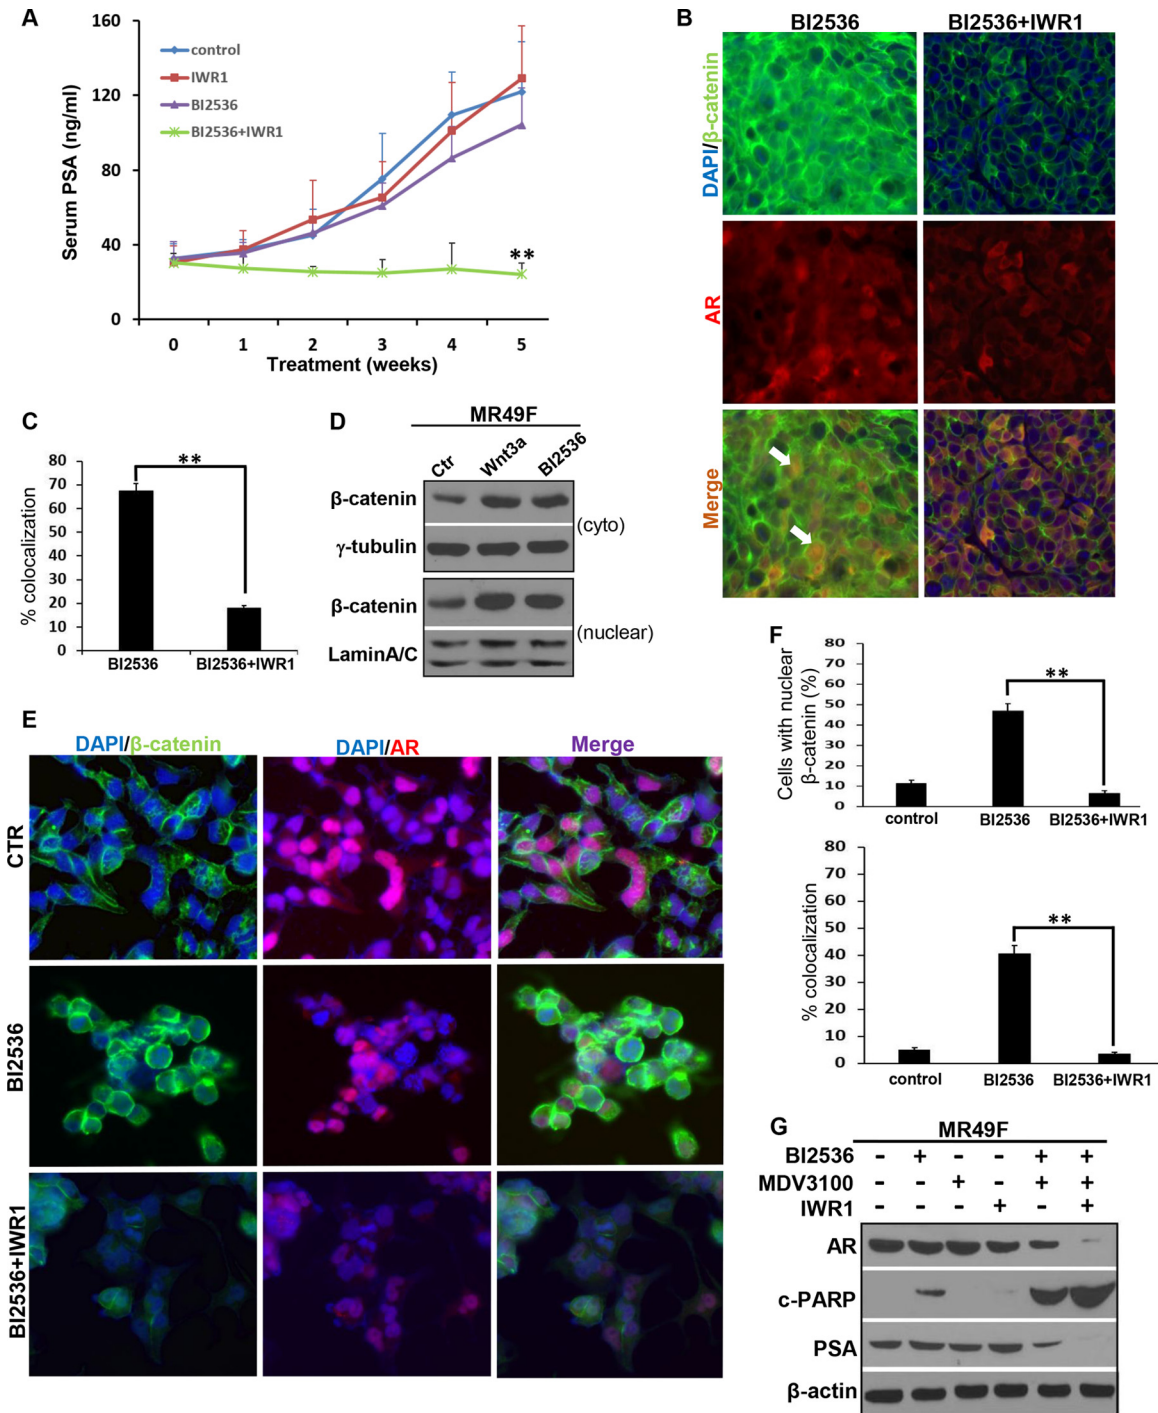 A
160
120
80
40
0
Serum PSA (ng/ml)
control
IWR1
BI2536
BI2536+IWR1
**
0 1 2 3 4 5
Treatment (weeks)
B
BI2536 BI2536+IWR1
DAPI/β-catenin
AR
Merge
C
% colocalization
80
70
60
50
40
30
20
10
0
**
BI2536 BI2536+IWR1
D
MR49F
Ctr Wnt3a BI2536
β-catenin
(cyto)
γ-tubulin
β-catenin
(nuclear)
LaminA/C
E
DAPI/β-catenin DAPI/AR Merge
CTR
BI2536
BI2536+IWR1
F
Cells with nuclear
β-catenin (%)
80
70
60
50
40
30
20
10
0
**
control BI2536 BI2536+IWR1
% colocalization
80
70
60
50
40
30
20
10
0
**
control BI2536 BI2536+IWR1
G
MR49F
BI2536 - + - - + +
MDV3100 - - + - + +
IWR1 - - - + - +
AR
c-PARP
PSA
β-actin